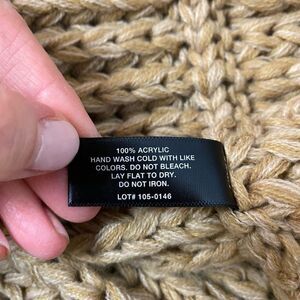 100% ACRYLIC
HAND WASH COLD WITH LIKE
COLORS. DO NOT BLEACH.
LAY FLAT TO DRY.
DO NOT IRON.
LOT# 105-0146